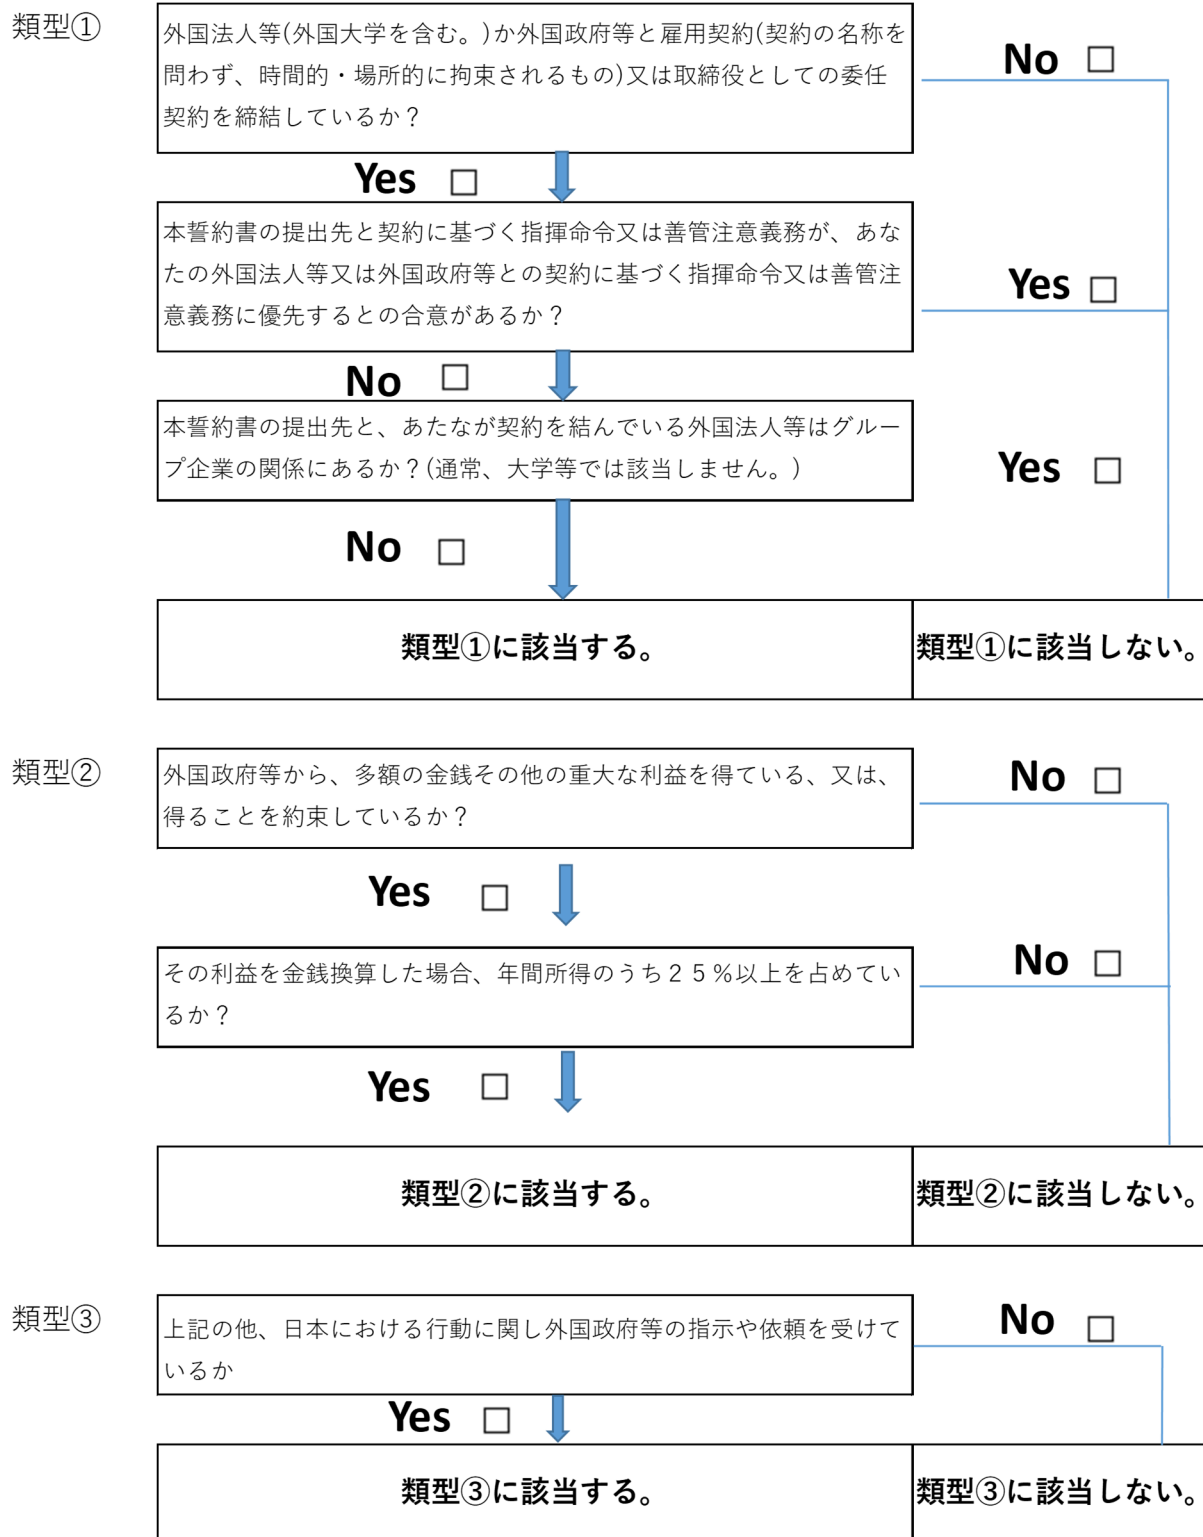 類型①
外国法人等(外国大学を含む。)か外国政府等と雇用契約(契約の名称を
問わず、時間的・場所的に拘束されるもの)又は取締役としての委任
契約を締結しているか？
No □
Yes □
本誓約書の提出先と契約に基づく指揮命令又は善管注意義務が、あな
たの外国法人等又は外国政府等との契約に基づく指揮命令又は善管注
意義務に優先するとの合意があるか？
Yes □
No □
本誓約書の提出先と、あたなが契約を結んでいる外国法人等はグルー
プ企業の関係にあるか？(通常、大学等では該当しません。)
Yes □
No □
類型①に該当する。
類型①に該当しない。
類型②
外国政府等から、多額の金銭その他の重大な利益を得ている、又は、
得ることを約束しているか？
No □
Yes □
その利益を金銭換算した場合、年間所得のうち２５％以上を占めてい
るか？
No □
Yes □
類型②に該当する。
類型②に該当しない。
類型③
上記の他、日本における行動に関し外国政府等の指示や依頼を受けて
いるか
No □
Yes □
類型③に該当する。
類型③に該当しない。